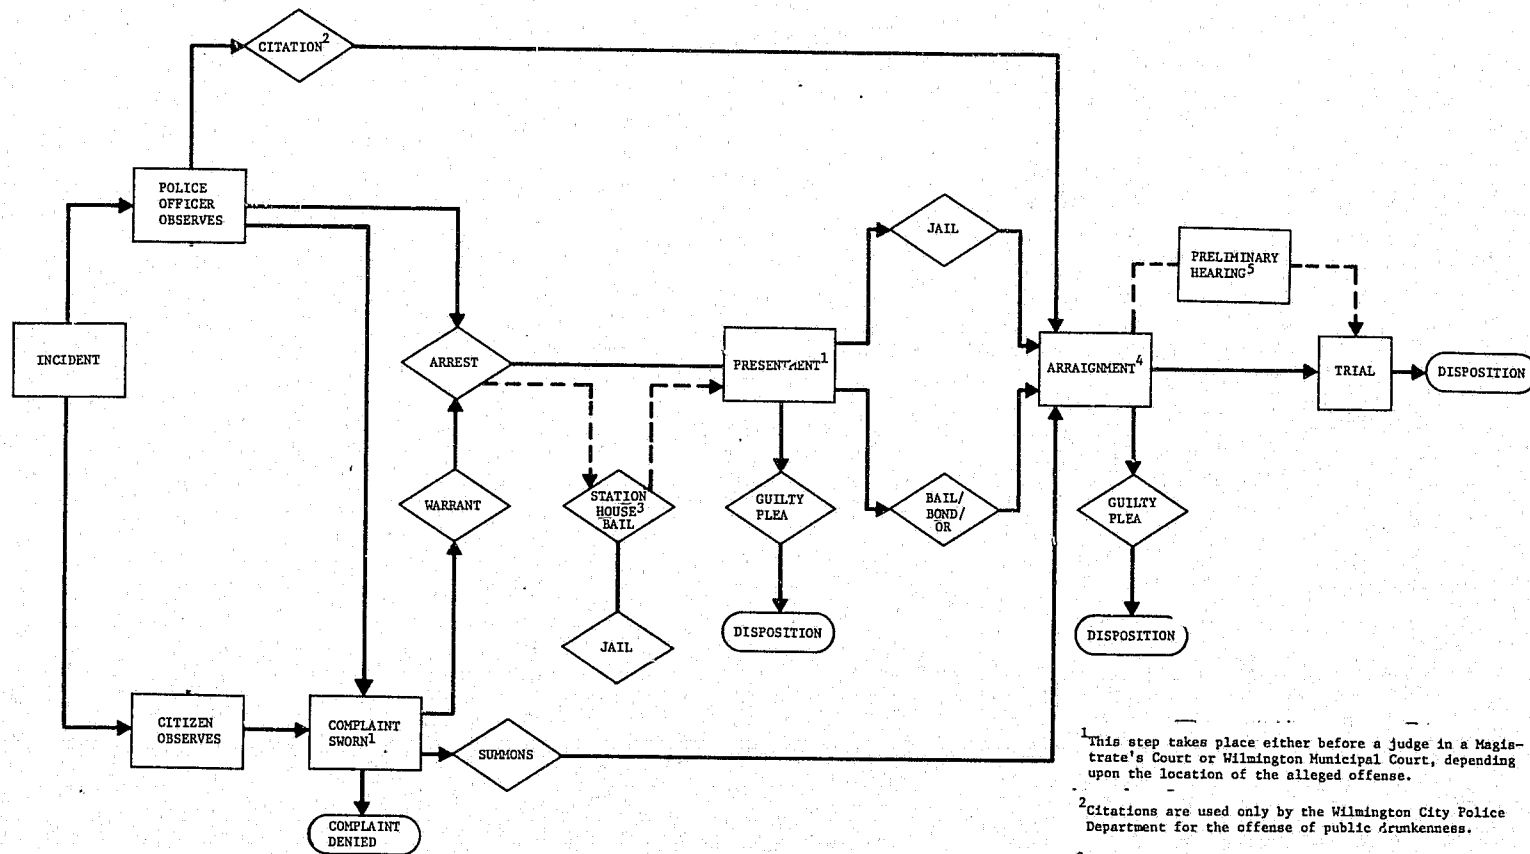 CITATION2
POLICE
OFFICER
OBSERVES
JAIL
PRELIMINARY
HEARING5
INCIDENT
ARREST
PRESENTMENT1
ARRAIGNMENT4
TRIAL
DISPOSITION
WARRANT
STATION
HOUSE3
BAIL
GUILTY
PLEA
BAIL/
BOND/
OR
GUILTY
PLEA
JAIL
DISPOSITION
DISPOSITION
CITIZEN
OBSERVES
COMPLAINT
SWORN1
SUMMONS
COMPLAINT
DENIED
1This step takes place either before a judge in a Magis-
trate's Court or Wilmington Municipal Court, depending
upon the location of the alleged offense.
2Citations are used only by the Wilmington City Police
Department for the offense of public drunkenness.